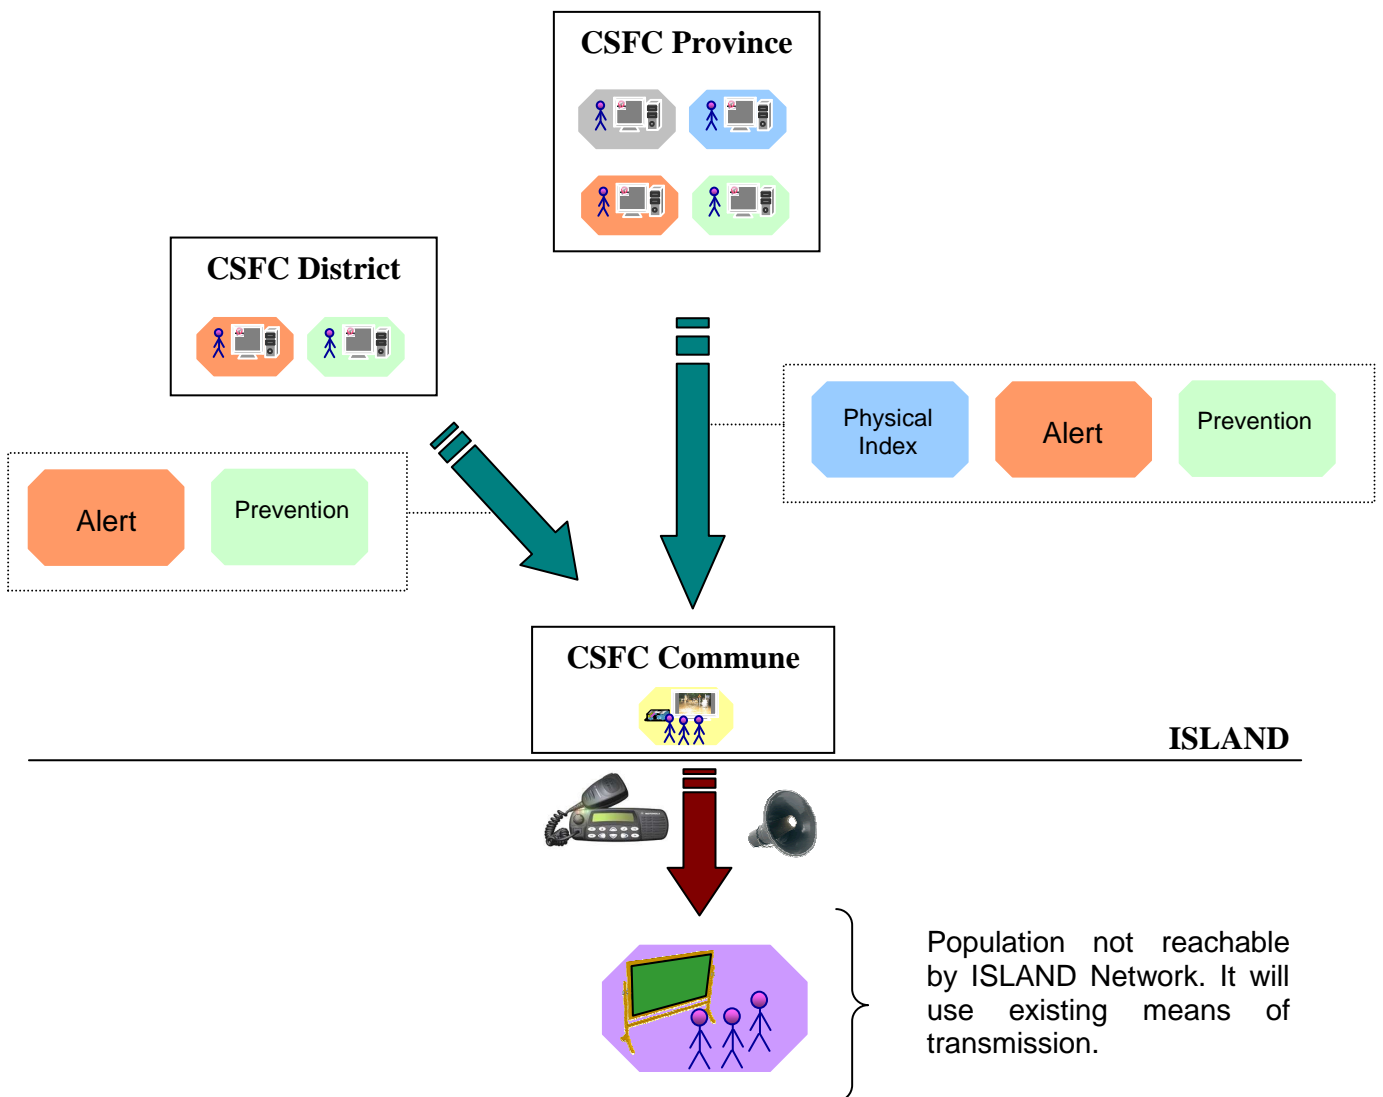 CSFC Province
CSFC District
Physical
Index
Alert
Prevention
Alert
Prevention
CSFC Commune
ISLAND
Population not reachable
by ISLAND Network. It will
use existing means of
transmission.